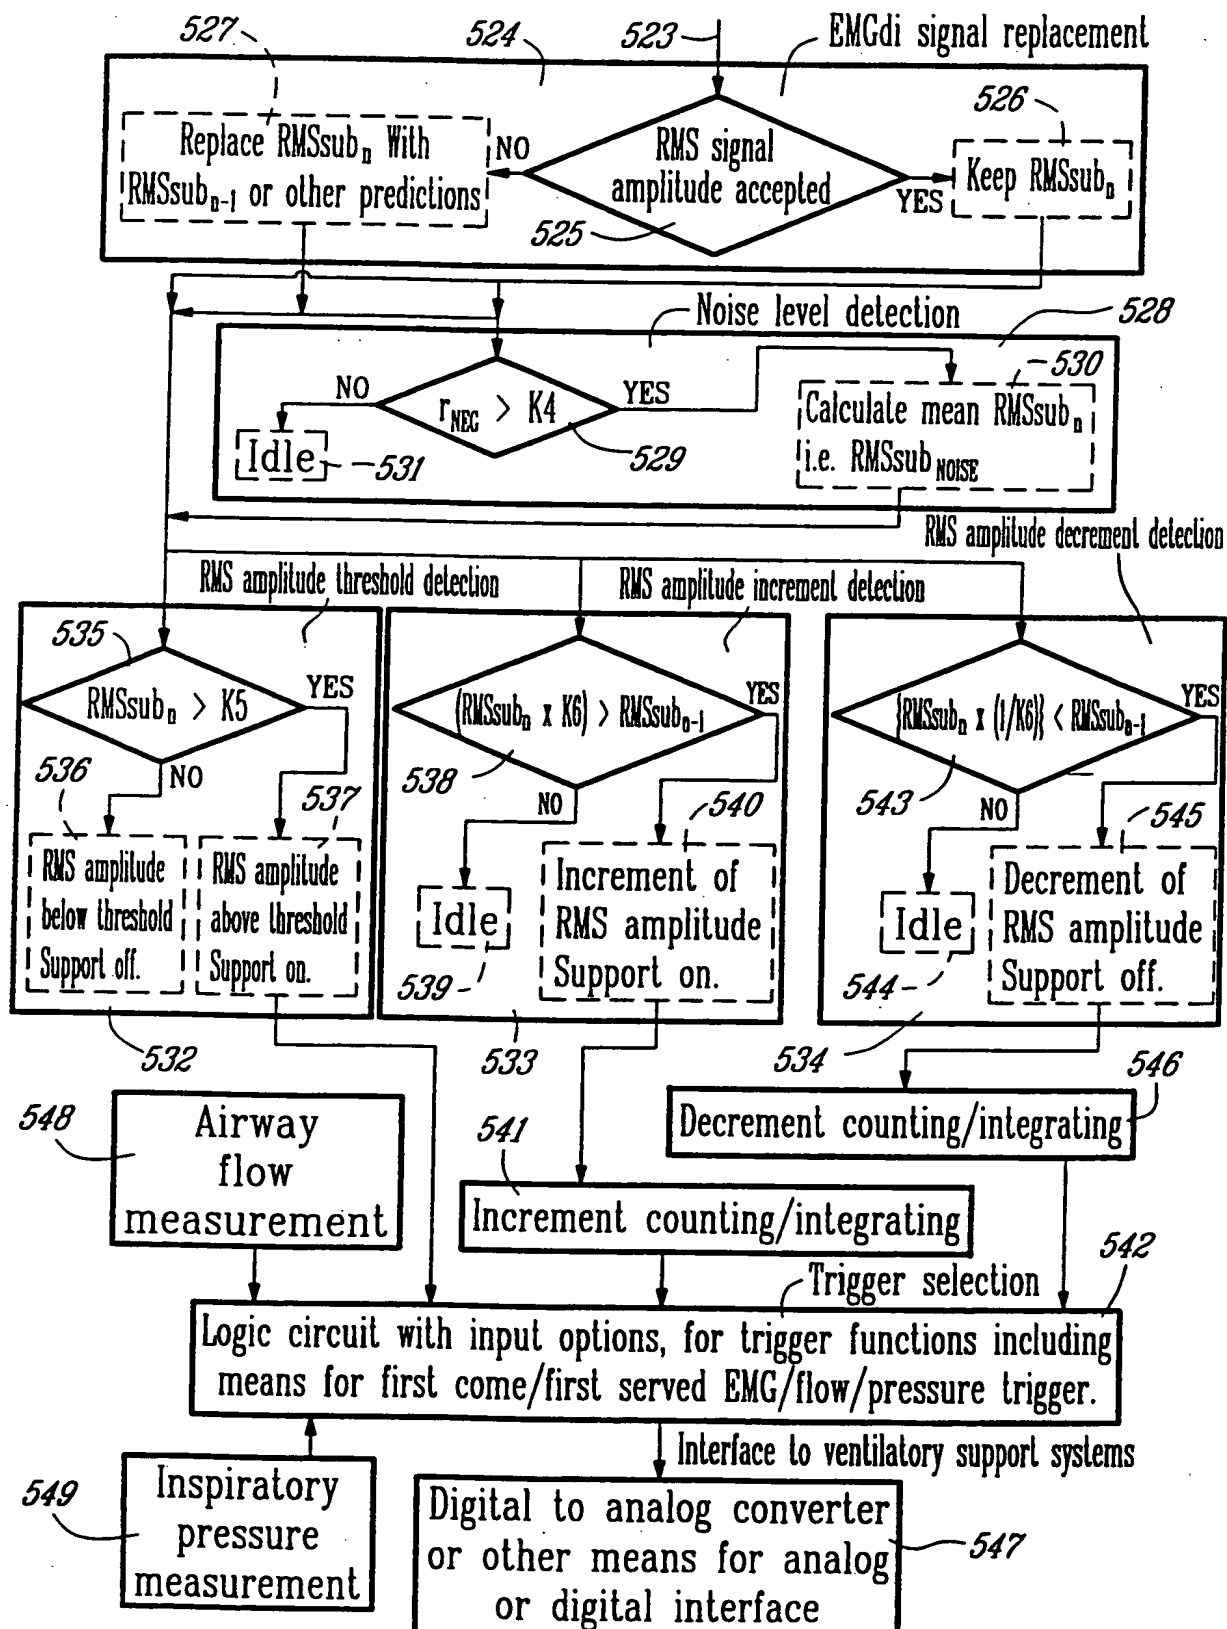 527
524
523
EMGdi signal replacement
526
Replace RMSsubₙ With
RMSsubₙ₋₁ or other predictions
NO
RMS signal
amplitude accepted
525
YES
Keep RMSsubₙ
Noise level detection
528
NO
r_NEG > K4
YES
529
530
Calculate mean RMSsubₙ
i.e. RMSsub_NOISE
Idle
531
RMS amplitude decrement detection
RMS amplitude threshold detection
RMS amplitude increment detection
535
RMSsubₙ > K5
YES
NO
536
537
RMS amplitude
below threshold
Support off.
RMS amplitude
above threshold
Support on.
532
(RMSsubₙ x K6) > RMSsubₙ₋₁
YES
538
NO
540
Idle
539
Increment of
RMS amplitude
Support on.
533
{RMSsubₙ x (1/K6)} < RMSsubₙ₋₁
YES
543
NO
545
Idle
544
Decrement of
RMS amplitude
Support off.
534
546
Decrement counting/integrating
548
Airway
flow
measurement
541
Increment counting/integrating
542
Trigger selection
Logic circuit with input options, for trigger functions including
means for first come/first served EMG/flow/pressure trigger.
Interface to ventilatory support systems
549
Inspiratory
pressure
measurement
Digital to analog converter
or other means for analog
or digital interface
547